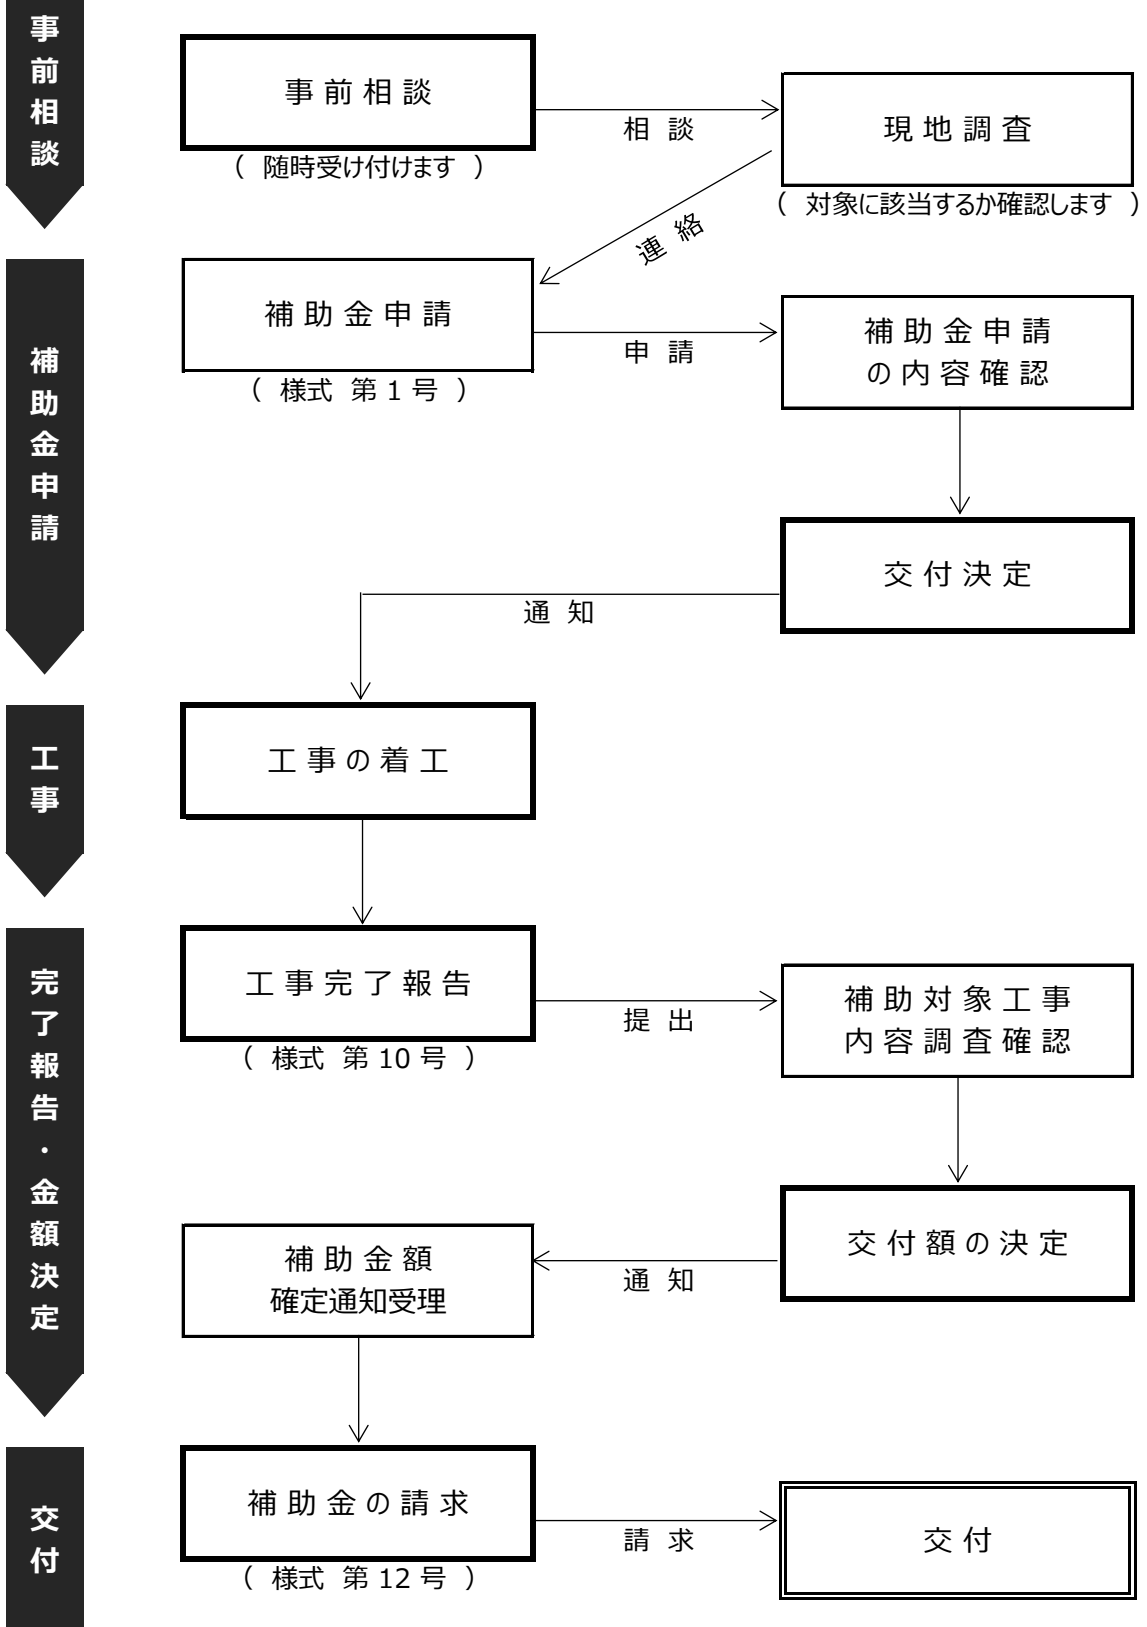 事前相談
事前相談
（ 随時受け付けます ）
相 談
現地調査
（ 対象に該当するか確認します ）
連 絡
補助金申請
補助金申請
（ 様式 第１号 ）
申 請
補助金申請
の内容確認
交付決定
通 知
工事
工事の着工
完了報告・金額決定
工事完了報告
（ 様式 第10号 ）
提 出
補助対象工事
内容調査確認
交付額の決定
通 知
補助金額
確定通知受理
交付
補助金の請求
（ 様式 第12号 ）
請 求
交付